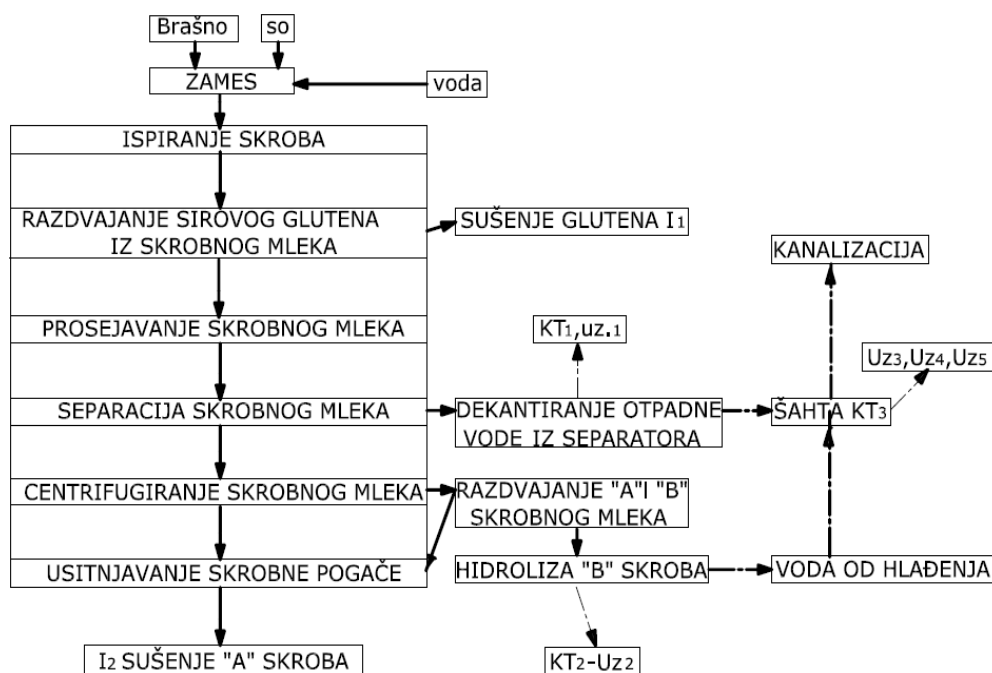 Brašno
so
ZAMES
voda
ISPIRANJE SKROBA
RAZDVAJANJE SIROVOG GLUTENA
IZ SKROBNOG MLEKA
SUŠENJE GLUTENA I1
KANALIZACIJA
PROSEJAVANJE SKROBNOG MLEKA
KT1,uz.1
Uz3,Uz4,Uz5
SEPARACIJA SKROBNOG MLEKA
DEKANTIRANJE OTPADNE
VODE IZ SEPARATORA
ŠAHTA KT3
CENTRIFUGIRANJE SKROBNOG MLEKA
RAZDVAJANJE "A"I "B"
SKROBNOG MLEKA
USITNJAVANJE SKROBNE POGAČE
HIDROLIZA "B" SKROBA
VODA OD HLAĐENJA
I2 SUŠENJE "A" SKROBA
KT2-Uz2